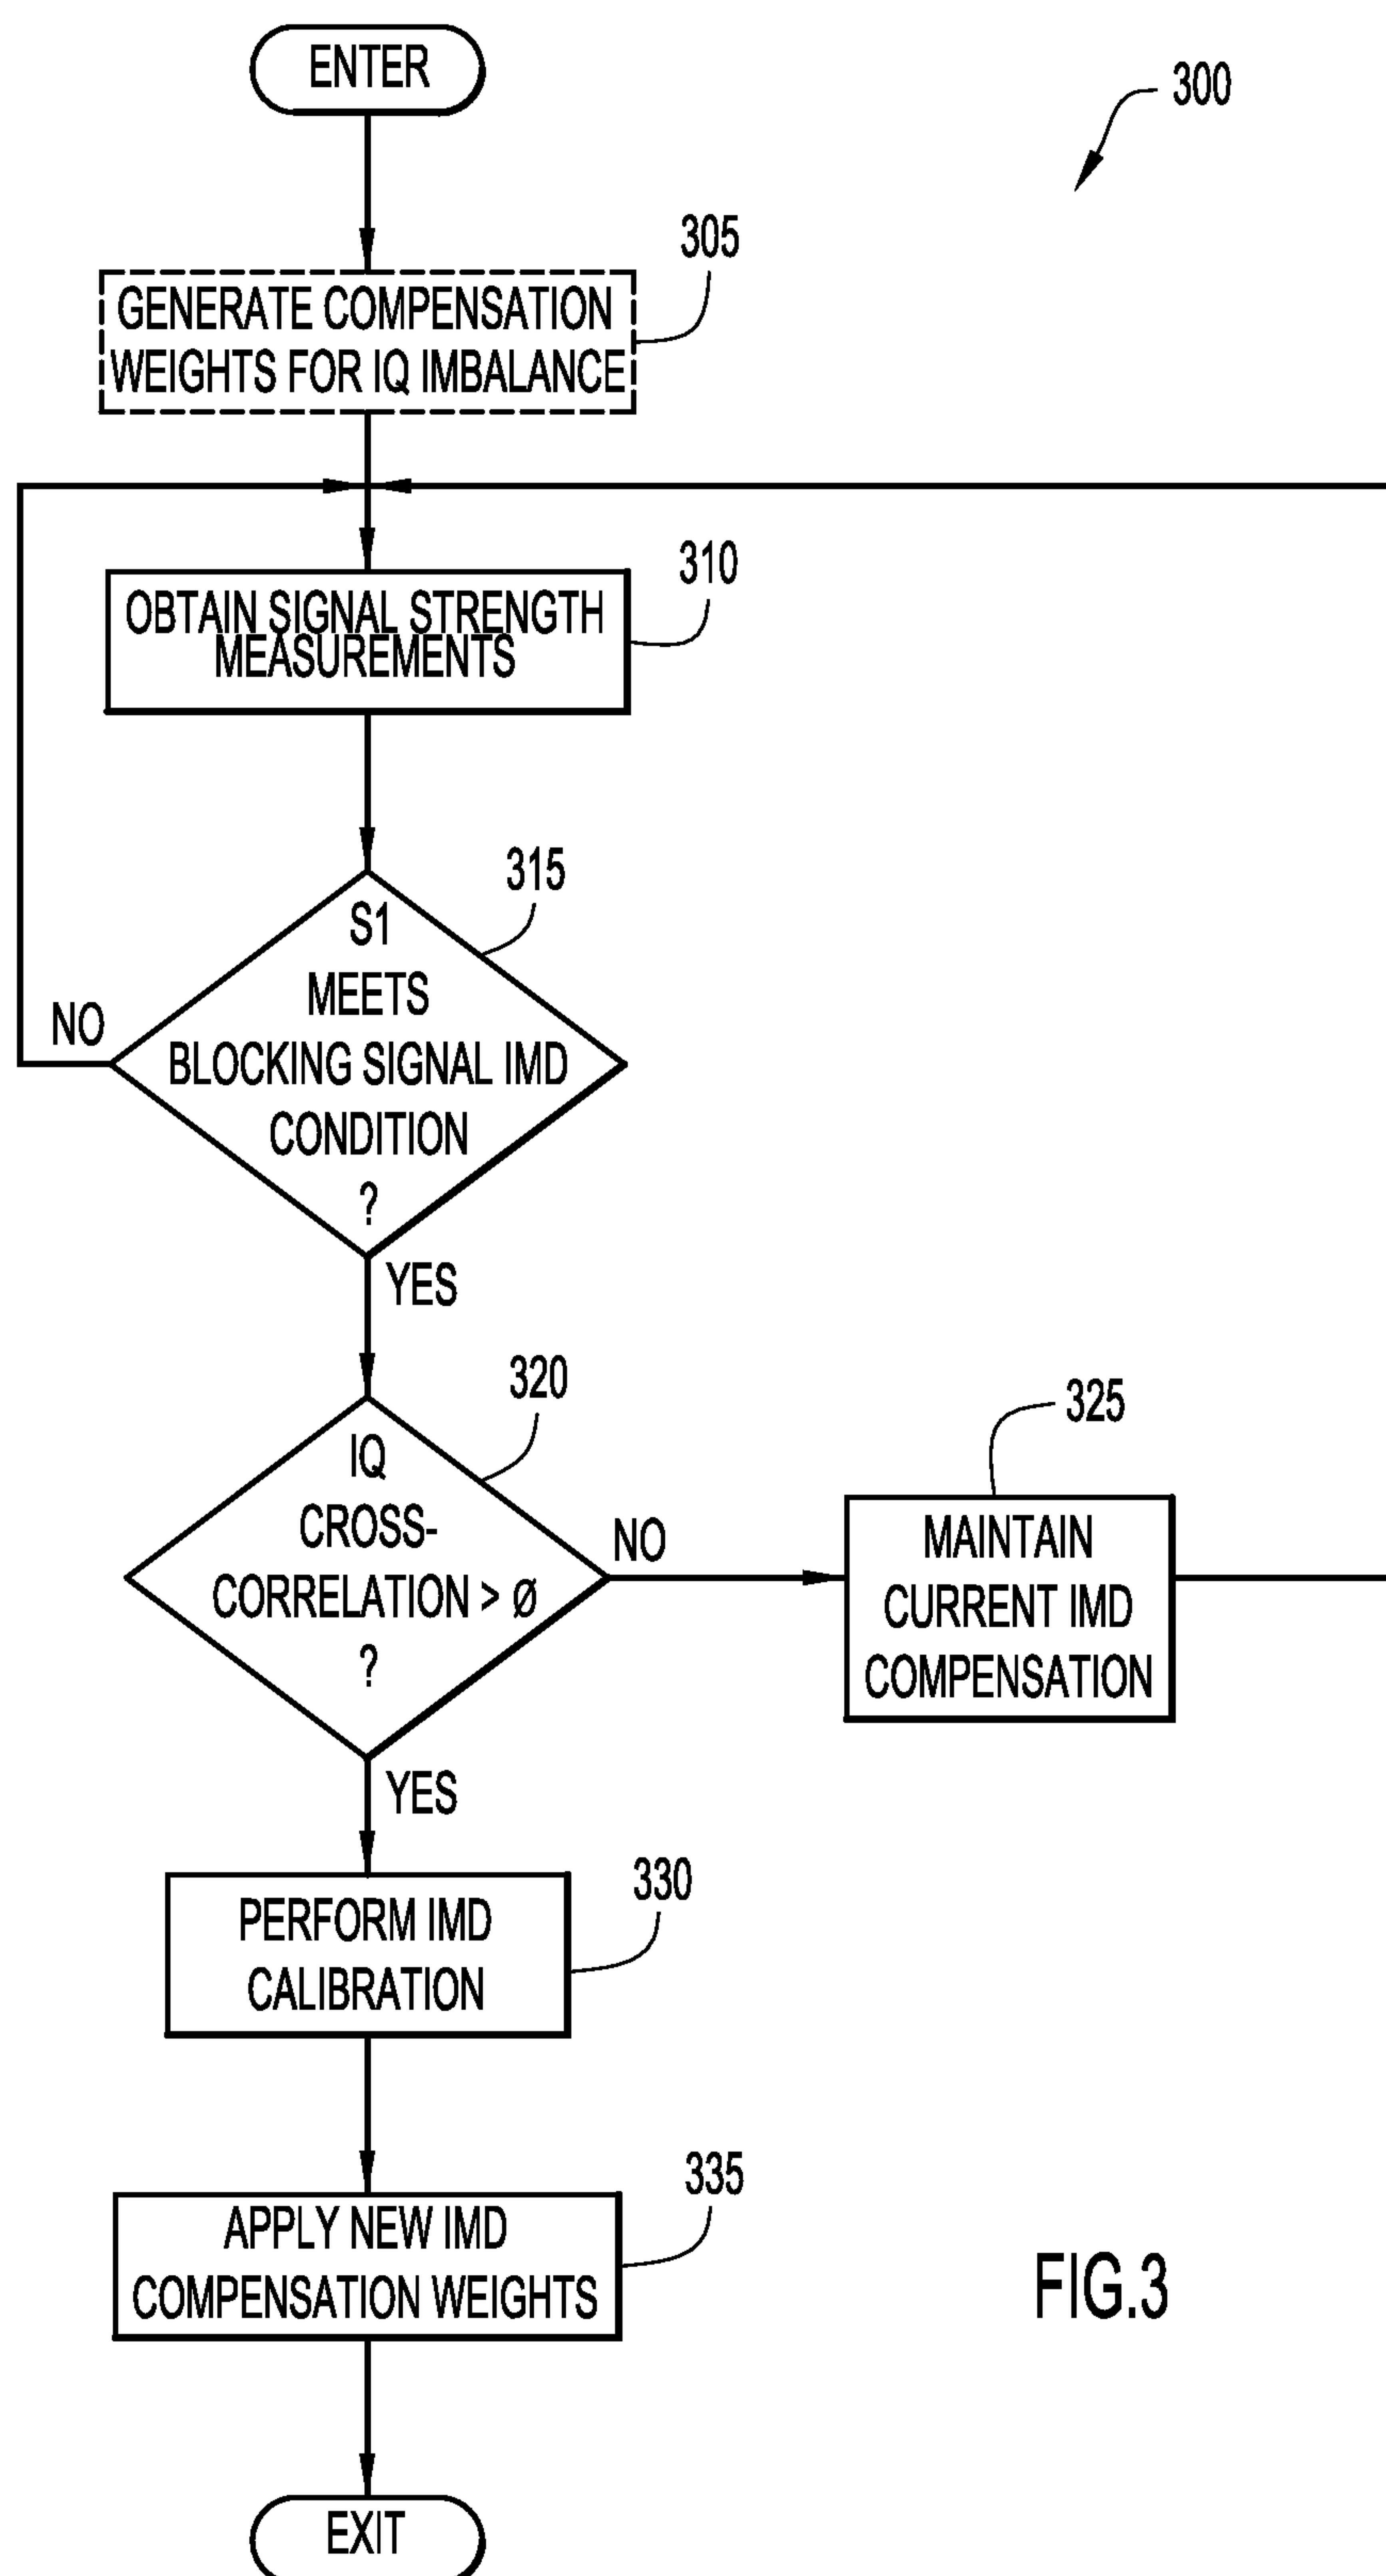 ENTER
300
305
GENERATE COMPENSATION
WEIGHTS FOR IQ IMBALANCE
310
OBTAIN SIGNAL STRENGTH
MEASUREMENTS
315
S1
MEETS
BLOCKING SIGNAL IMD
CONDITION
?
NO
YES
320
IQ
CROSS-
CORRELATION > Ø
?
NO
325
MAINTAIN
CURRENT IMD
COMPENSATION
YES
330
PERFORM IMD
CALIBRATION
335
APPLY NEW IMD
COMPENSATION WEIGHTS
FIG.3
EXIT